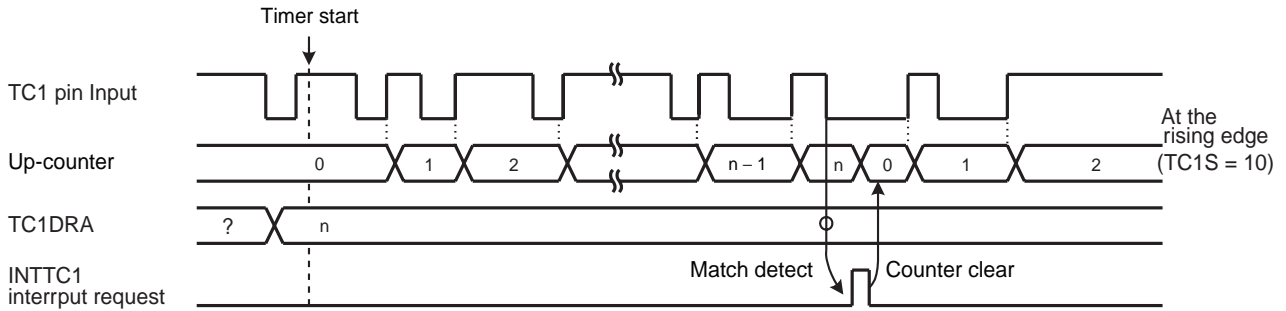 Timer start
TC1 pin Input
At the
rising edge
(TC1S = 10)
Up-counter
0
1
2
n – 1
n
0
1
2
TC1DRA
?
n
Match detect
Counter clear
INTTC1
interrput request